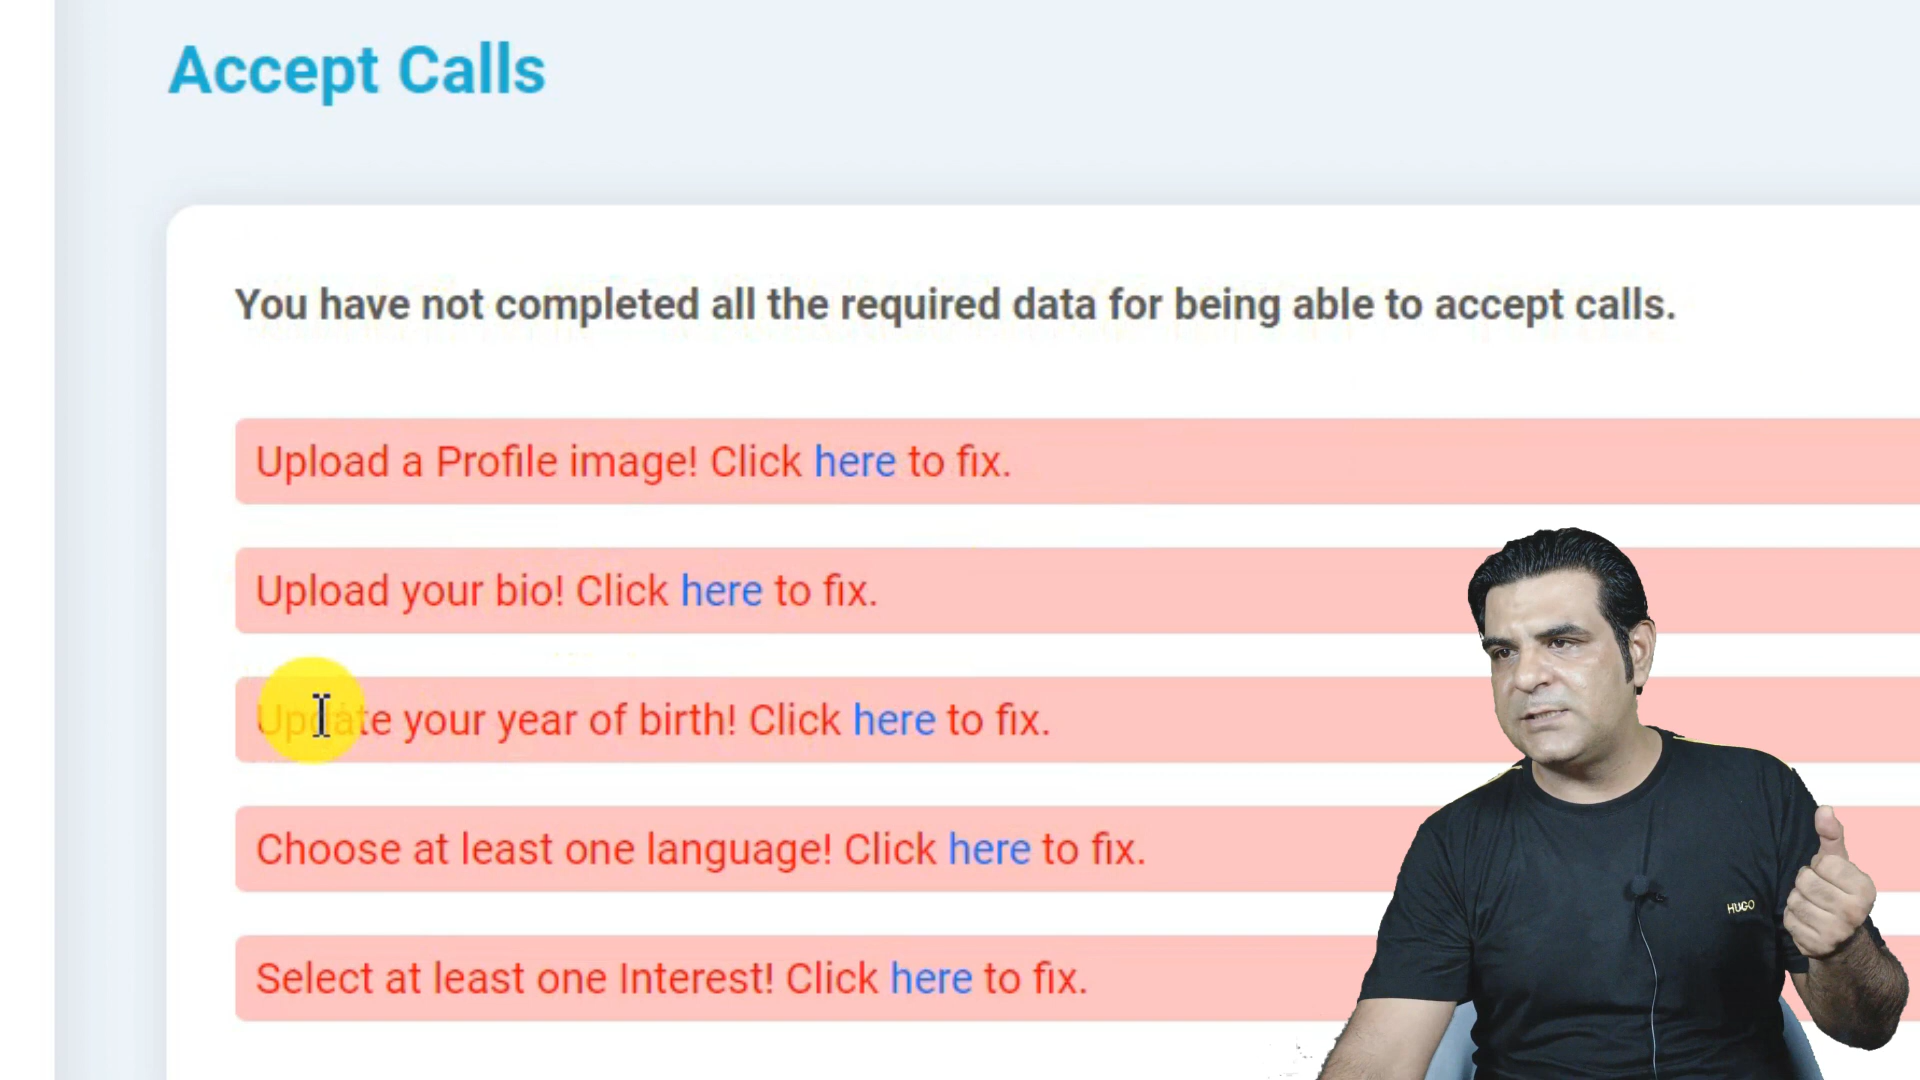 Accept Calls
You have not completed all the required data for being able to accept calls.
Upload a Profile image! Click here to fix.
Upload your bio! Click here to fix.
Update your year of birth! Click here to fix.
Choose at least one language! Click here to fix.
Select at least one Interest! Click here to fix.
HUGO